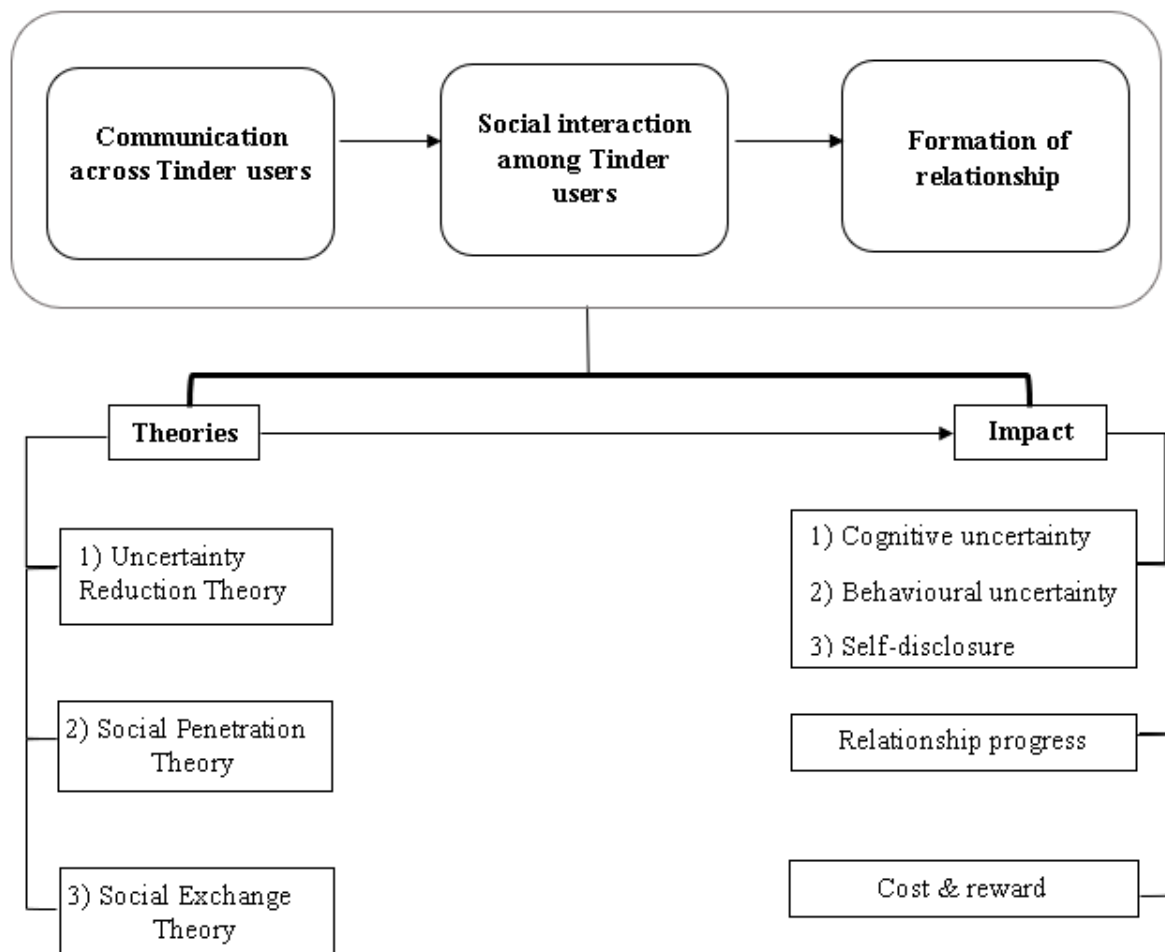 Communication
across Tinder users
Social interaction
among Tinder
users
Formation of
relationship
Theories
Impact
1) Uncertainty
Reduction Theory
2) Social Penetration
Theory
3) Social Exchange
Theory
1) Cognitive uncertainty
2) Behavioural uncertainty
3) Self-disclosure
Relationship progress
Cost & reward